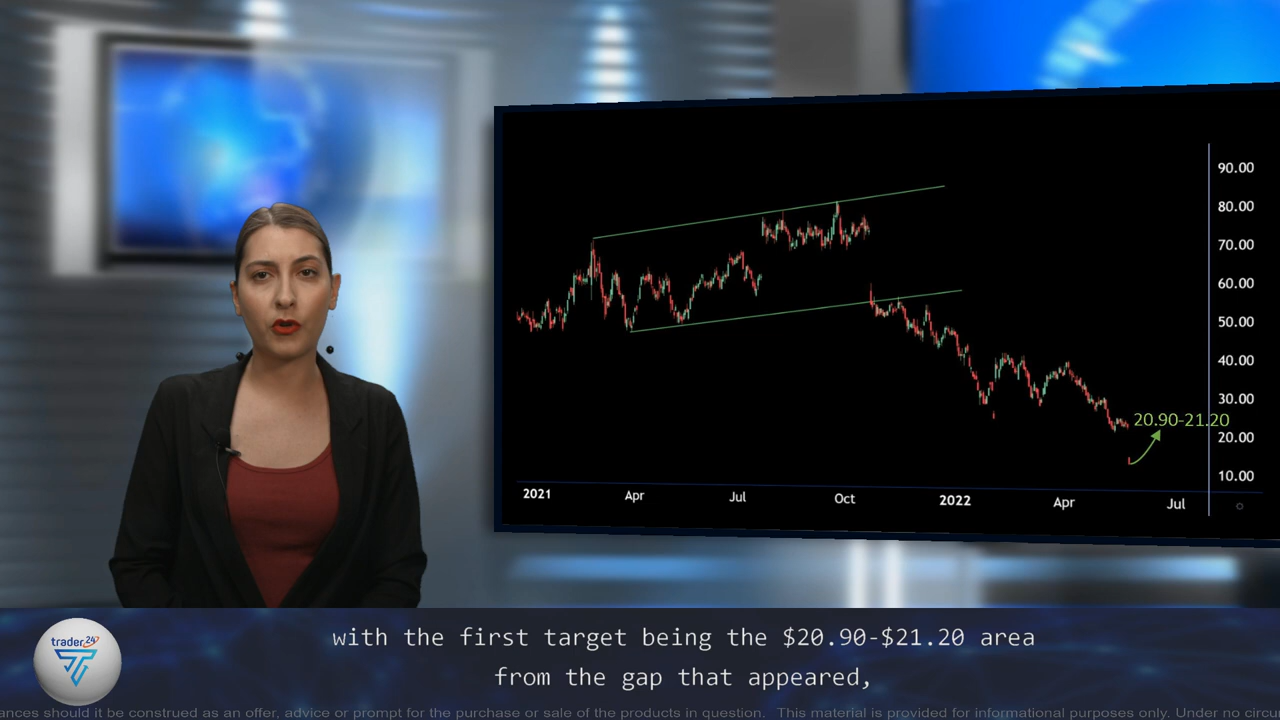 90.00
80.00
70.00
60.00
50.00
40.00
30.00
20.90-21.20
20.00
10.00
2021 Apr Jul Oct 2022 Apr Jul
trader.24/7
with the first target being the $20.90-$21.20 area
from the gap that appeared,
should it be construed as an offer, advice or prompt for the purchase or sale of the products in question. This material is provided for informational purposes only. Under no